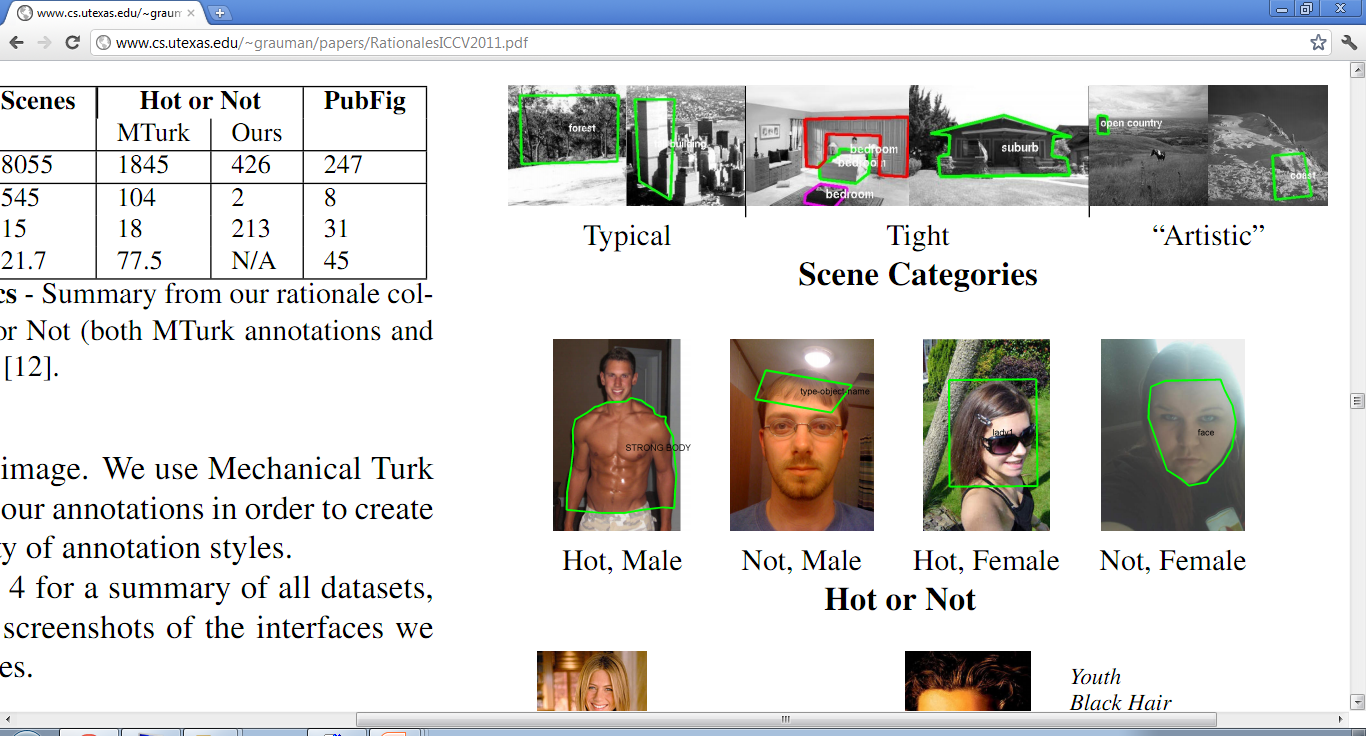 www.cs.utexas.edu/~graun
www.cs.utexas.edu/~grauman/papers/RationalesICCV2011.pdf
Scenes Hot or Not PubFig
MTurk Ours
8055 1845 426 247
545 104 2 8
15 18 213 31
21.7 77.5 N/A 45
cs - Summary from our rationale col-
or Not (both MTurk annotations and
[12].
image. We use Mechanical Turk
our annotations in order to create
ty of annotation styles.
4 for a summary of all datasets,
screenshots of the interfaces we
es.
forest
building
bedroom
bedroom
bedroom
suburb
open country
coast
Typical Tight “Artistic”
Scene Categories
STRONG BODY
type-object-name
lady1
face
Hot, Male Not, Male Hot, Female Not, Female
Hot or Not
Youth
Black Hair